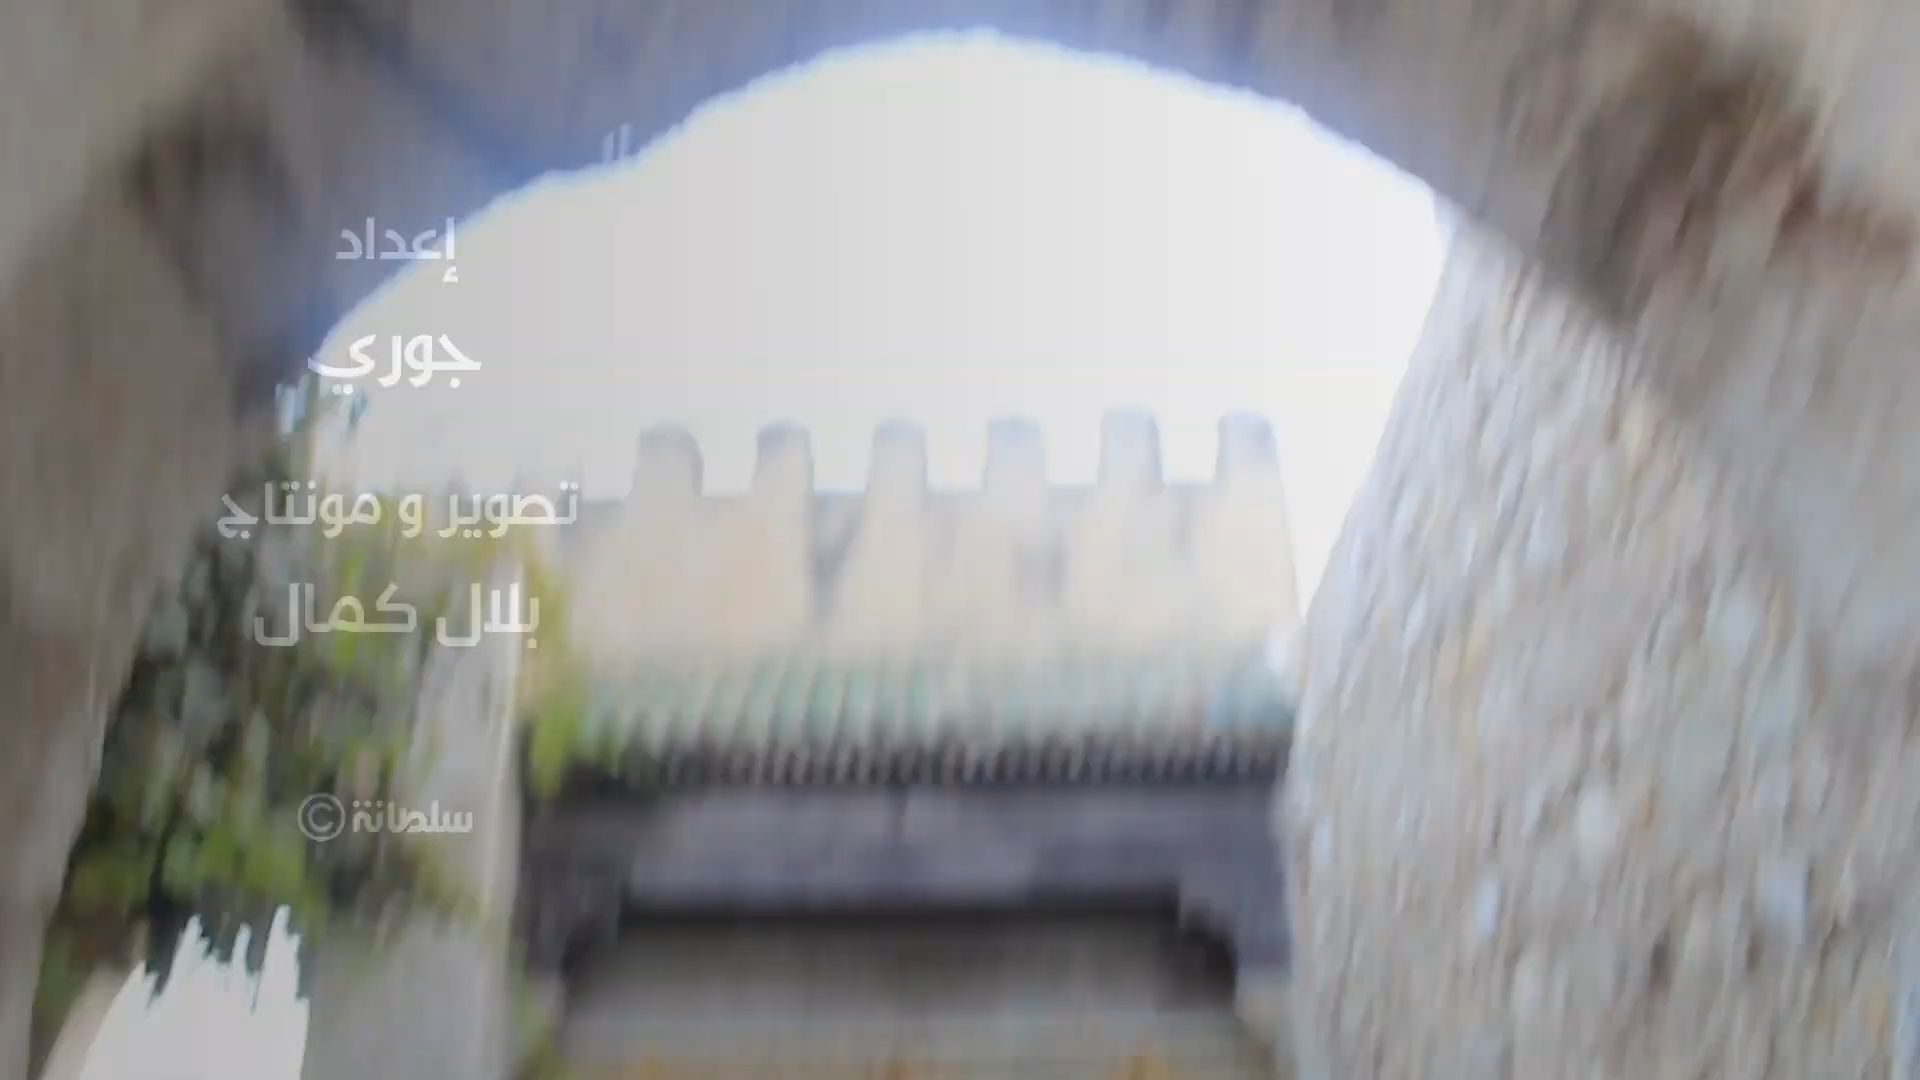 إعداد
جوري
تصوير و مونتاج
بلال كمال
سلطانة ©